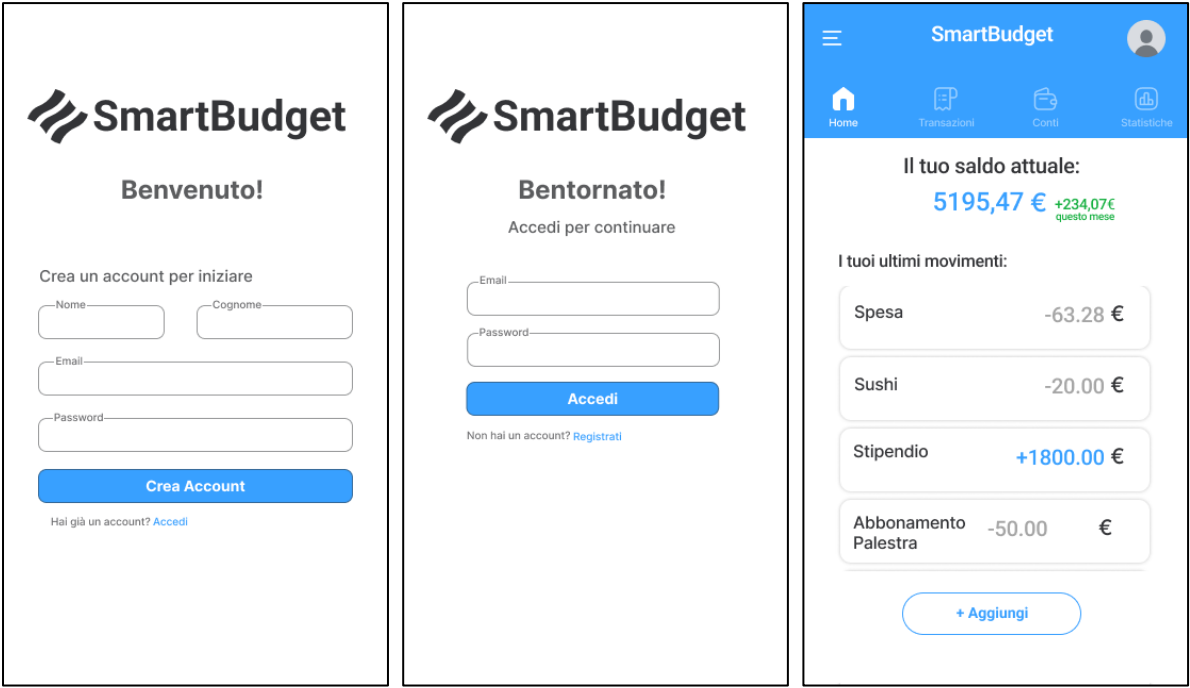 SmartBudget
Benvenuto!
Crea un account per iniziare
Nome Cognome
Email
Password
Crea Account
Hai già un account? Accedi
SmartBudget
Bentornato!
Accedi per continuare
Email
Password
Accedi
Non hai un account? Registrati
SmartBudget
Home Transazioni Conti Statistiche
Il tuo saldo attuale:
5195,47 € +234,07€
questo mese
I tuoi ultimi movimenti:
Spesa -63.28 €
Sushi -20.00 €
Stipendio +1800.00 €
Abbonamento -50.00 €
Palestra
+ Aggiungi